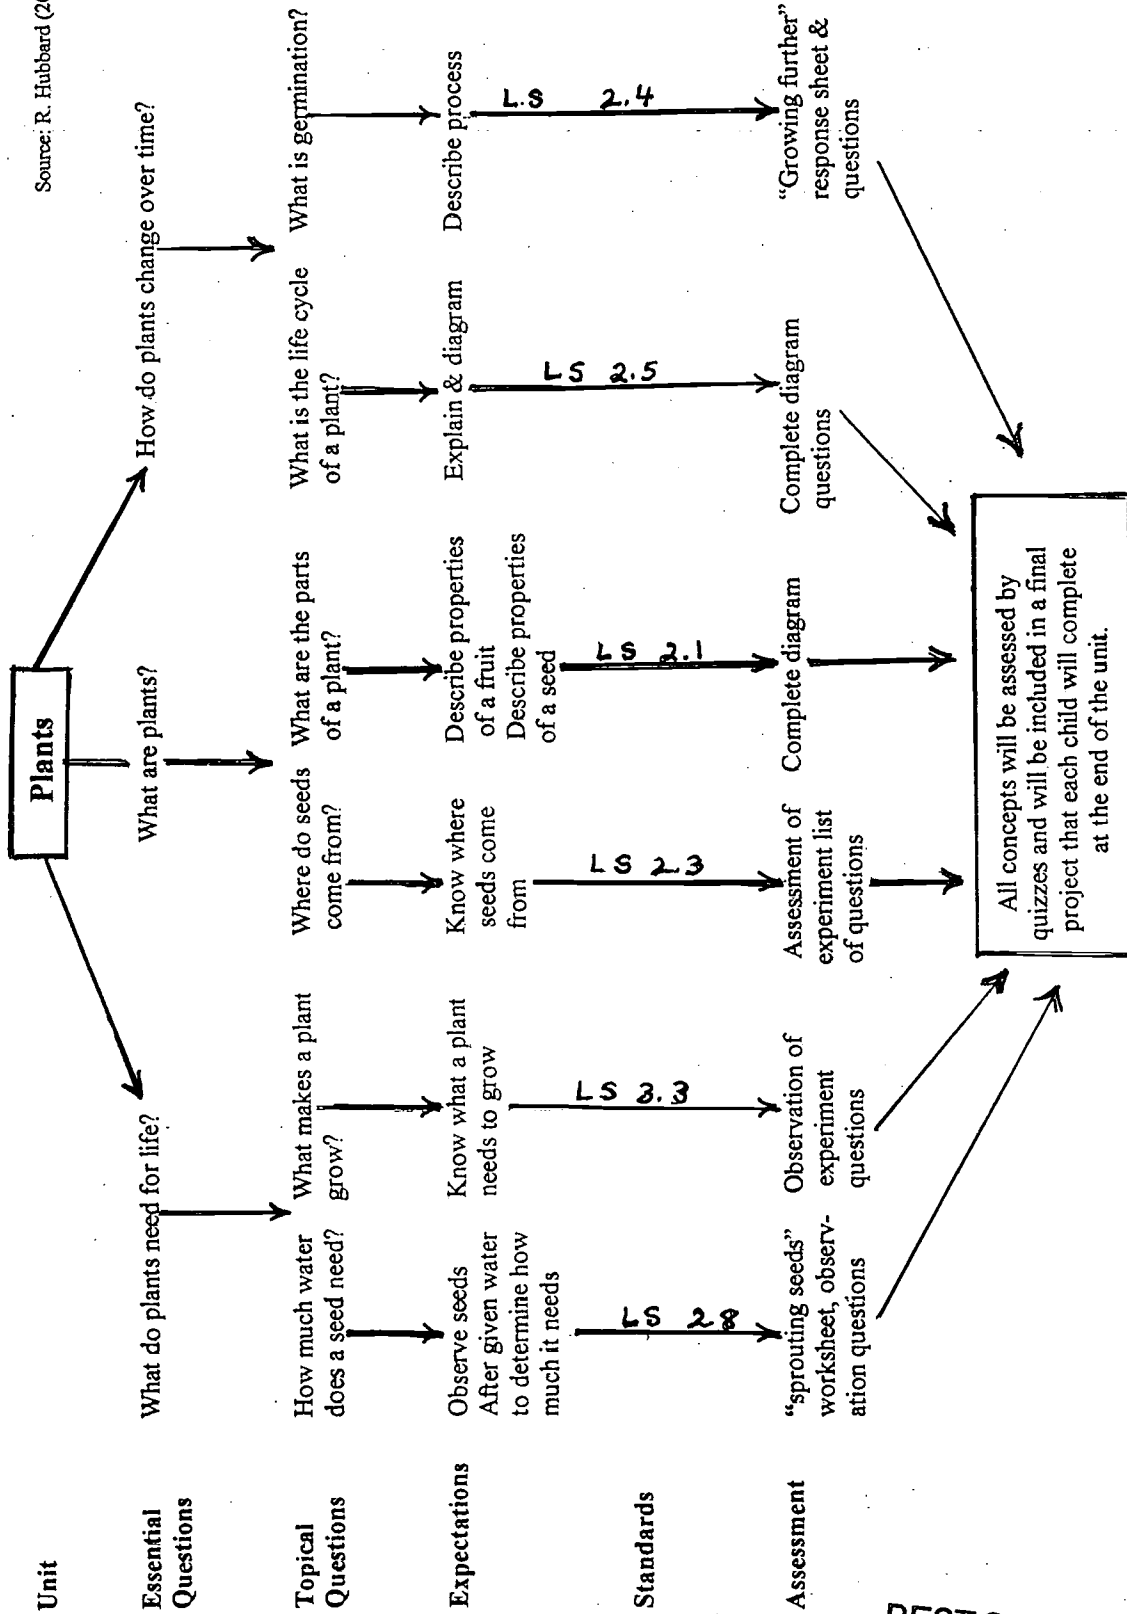 Source: R. Hubbard (20
Unit
Plants
Essential
Questions
What do plants need for life?
What are plants?
How do plants change over time?
Topical
Questions
How much water
does a seed need?
What makes a plant
grow?
Where do seeds
come from?
What are the parts
of a plant?
What is the life cycle
of a plant?
What is germination?
Expectations
Observe seeds
After given water
to determine how
much it needs
Know what a plant
needs to grow
Know where
seeds come
from
Describe properties
of a fruit
Describe properties
of a seed
Explain & diagram
Describe process
Standards
LS 2.8
LS 3.3
LS 2.3
LS 2.1
LS 2.5
L.S 2.4
Assessment
“sprouting seeds”
worksheet, observ-
ation questions
Observation of
experiment
questions
Assessment of
experiment list
of questions
Complete diagram
Complete diagram
questions
“Growing further”
response sheet &
questions
All concepts will be assessed by
quizzes and will be included in a final
project that each child will complete
at the end of the unit.